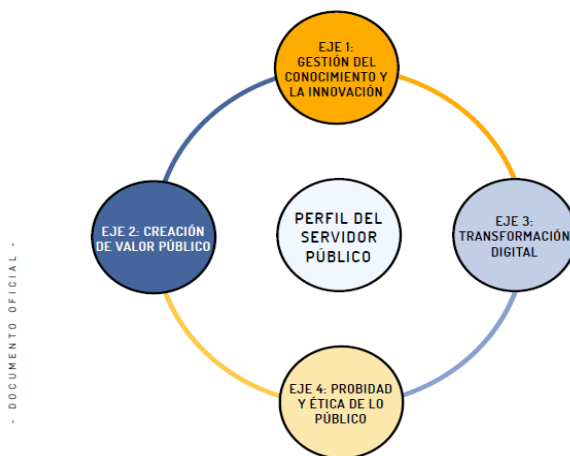 EJE 1:
GESTIÓN DEL
CONOCIMIENTO Y
LA INNOVACIÓN
EJE 2: CREACIÓN
DE VALOR PÚBLICO
PERFIL DEL
SERVIDOR
PÚBLICO
EJE 3:
TRANSFORMACIÓN
DIGITAL
EJE 4: PROBIDAD
Y ÉTICA DE LO
PÚBLICO
- DOCUMENTO OFICIAL -